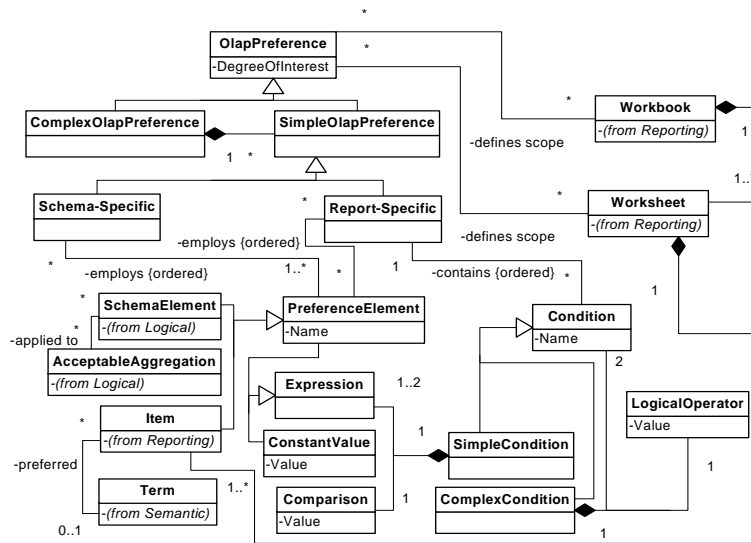 *
OlapPreference
*
-DegreeOfInterest
*
Workbook
ComplexOlapPreference
SimpleOlapPreference
-(from Reporting)
1
1
*
-defines scope
1..*
*
Worksheet
Schema-Specific
*
Report-Specific
-(from Reporting)
-employs {ordered}
-defines scope
*
1..*
1
-employs {ordered}
*
-contains {ordered}
*
1
*
SchemaElement
PreferenceElement
Condition
-(from Logical)
-Name
-Name
*
-applied to
AcceptableAggregation
2
-(from Logical)
Expression
1..2
LogicalOperator
*
Item
-Value
-(from Reporting)
1
ConstantValue
SimpleCondition
-preferred
-Value
1
Term
1..*
Comparison
1
ComplexCondition
-(from Semantic)
-Value
0..1
1